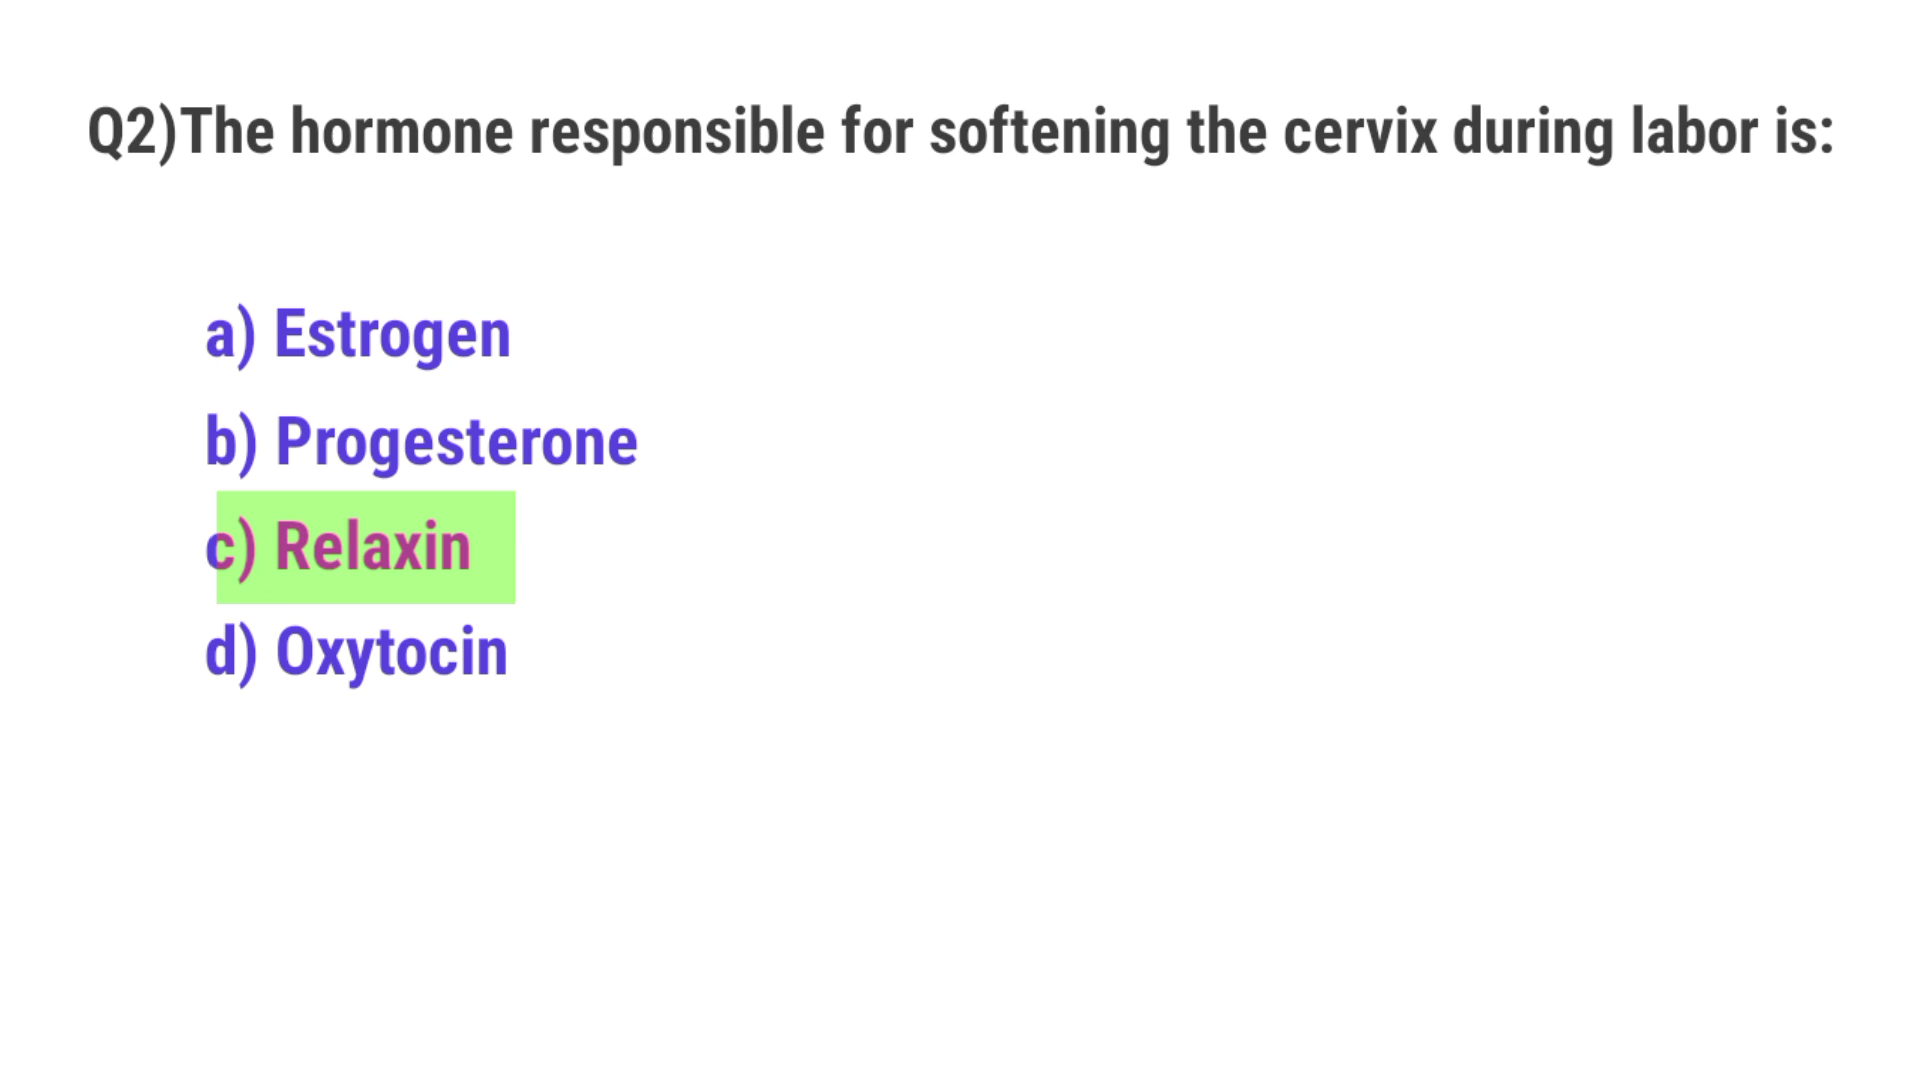 Q2)The hormone responsible for softening the cervix during labor is:
a) Estrogen
b) Progesterone
c) Relaxin
d) Oxytocin